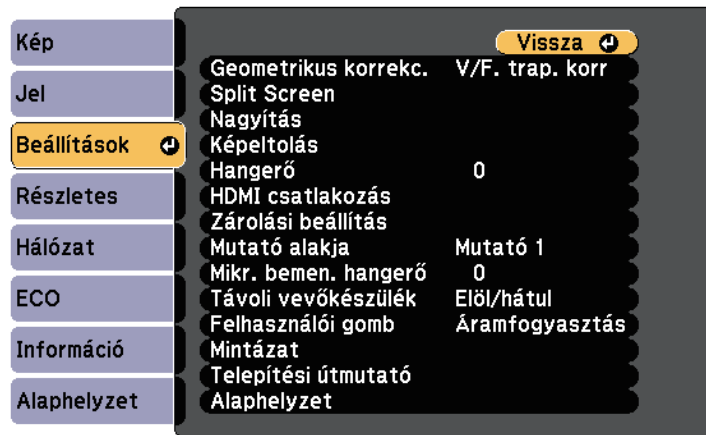 Kép
Jel
Beállítások
Részletes
Hálózat
ECO
Információ
Alaphelyzet
Vissza
Geometrikus korrekc. V/F. trap. korr
Split Screen
Nagyítás
Képeltolás
Hangerő 0
HDMI csatlakozás
Zárolási beállítás
Mutató alakja Mutató 1
Mikr. bemen. hangerő 0
Távoli vevőkészülék Elöl/hátul
Felhasználói gomb Áramfogyasztás
Mintázat
Telepítési útmutató
Alaphelyzet